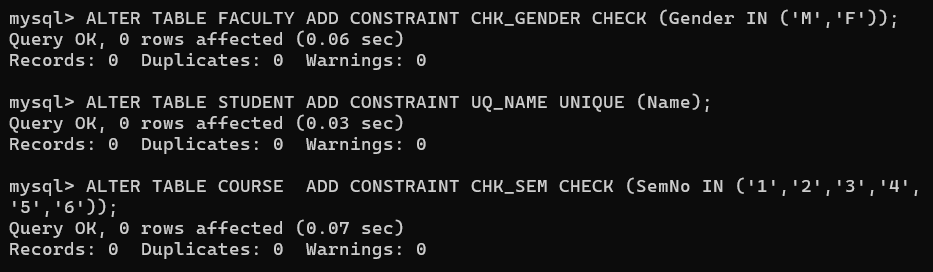 mysql> ALTER TABLE FACULTY ADD CONSTRAINT CHK_GENDER CHECK (Gender IN ('M','F'));
Query OK, 0 rows affected (0.06 sec)
Records: 0  Duplicates: 0  Warnings: 0

mysql> ALTER TABLE STUDENT ADD CONSTRAINT UQ_NAME UNIQUE (Name);
Query OK, 0 rows affected (0.03 sec)
Records: 0  Duplicates: 0  Warnings: 0

mysql> ALTER TABLE COURSE  ADD CONSTRAINT CHK_SEM CHECK (SemNo IN ('1','2','3','4',
'5','6'));
Query OK, 0 rows affected (0.07 sec)
Records: 0  Duplicates: 0  Warnings: 0